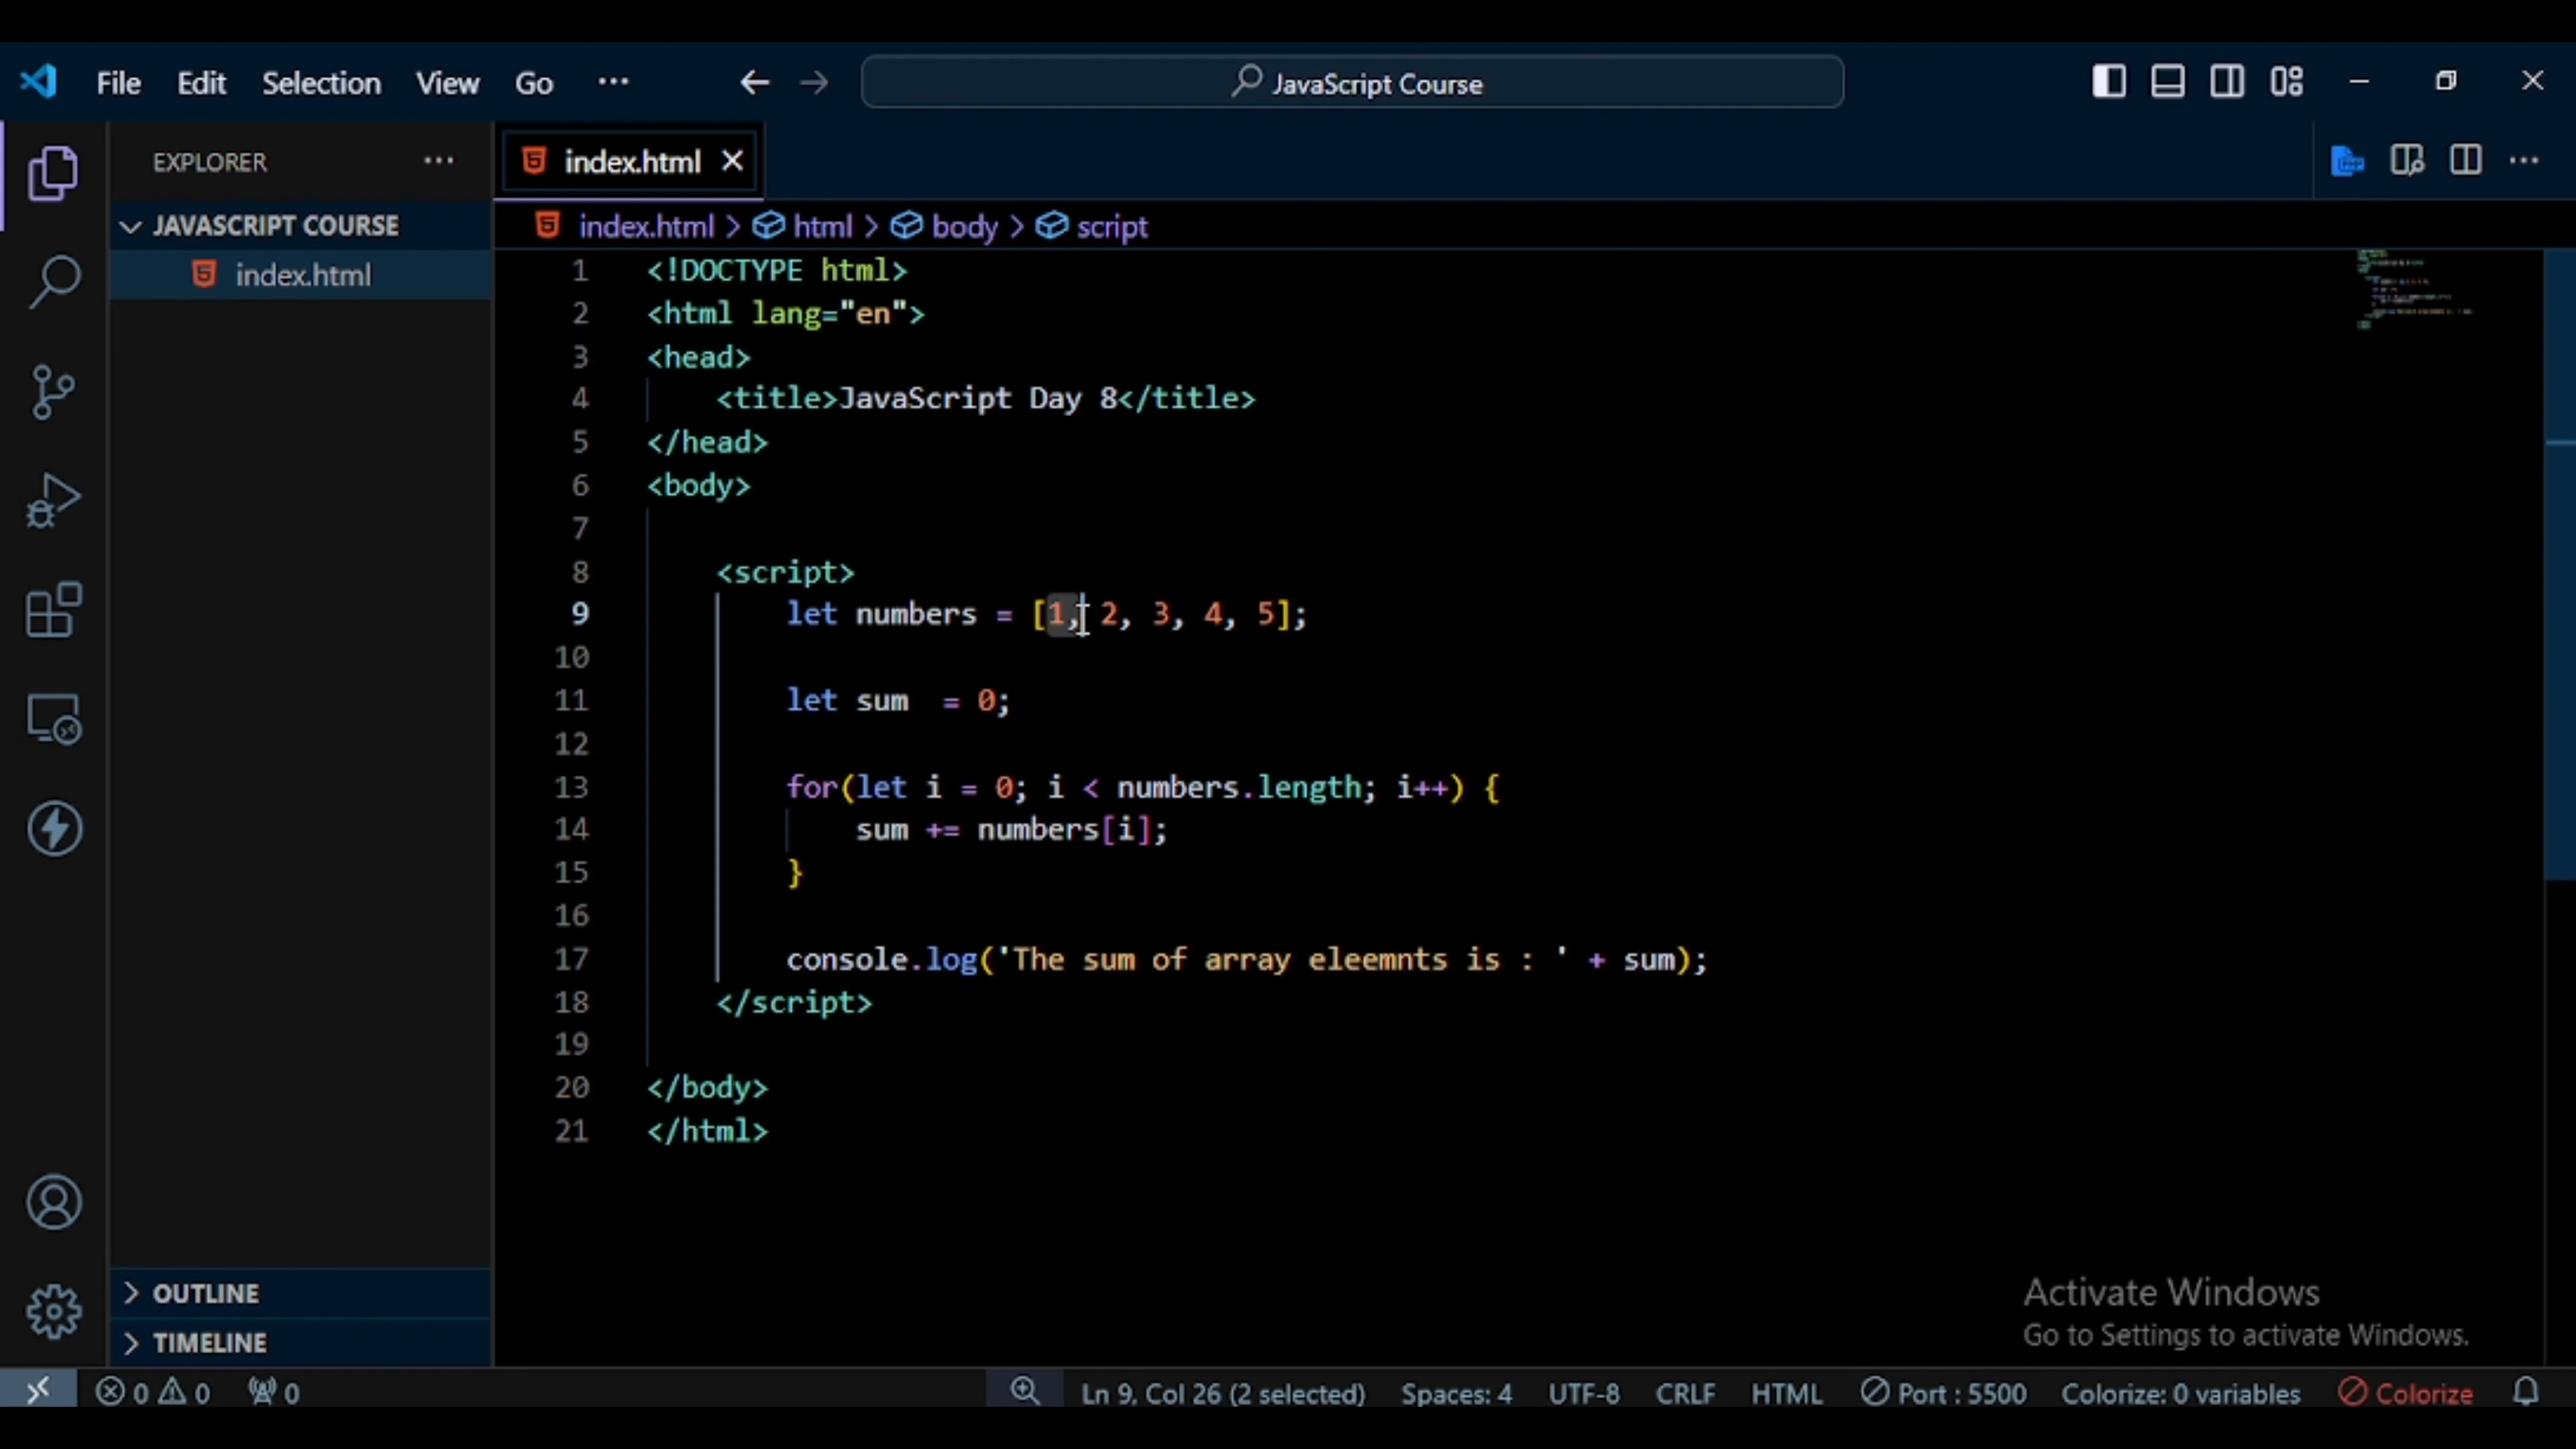 File Edit Selection View Go ··· JavaScript Course
EXPLORER ···
JAVASCRIPT COURSE
index.html
OUTLINE
TIMELINE
index.html
index.html > html > body > script
1 <!DOCTYPE html>
2 <html lang="en">
3 <head>
4 <title>JavaScript Day 8</title>
5 </head>
6 <body>
7
8 <script>
9 let numbers = [1, 2, 3, 4, 5];
10
11 let sum  = 0;
12
13 for(let i = 0; i < numbers.length; i++) {
14 sum += numbers[i];
15 }
16
17 console.log('The sum of array eleemnts is : ' + sum);
18 </script>
19
20 </body>
21 </html>
Activate Windows
Go to Settings to activate Windows.
0 0 0 Ln 9, Col 26 (2 selected) Spaces: 4 UTF-8 CRLF HTML Port : 5500 Colorize: 0 variables Colorize